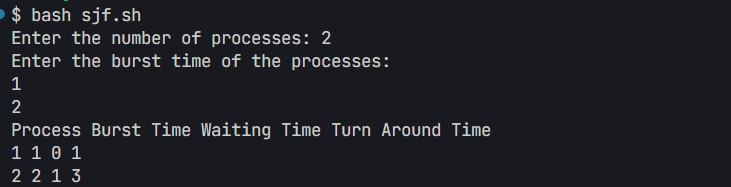 $ bash sjf.sh
Enter the number of processes: 2
Enter the burst time of the processes:
1
2
Process Burst Time Waiting Time Turn Around Time
1 1 0 1
2 2 1 3